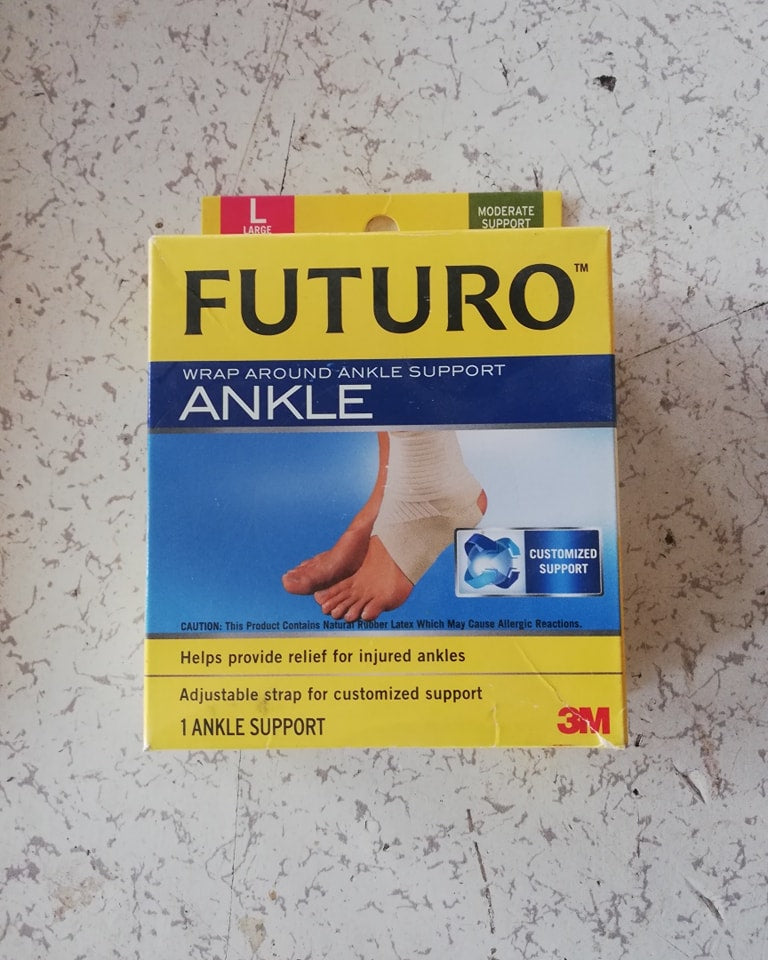 L
LARGE
MODERATE
SUPPORT
FUTURO™
WRAP AROUND ANKLE SUPPORT
ANKLE
CUSTOMIZED
SUPPORT
CAUTION: This Product Contains Natural Rubber Latex Which May Cause Allergic Reactions.
Helps provide relief for injured ankles
Adjustable strap for customized support
1 ANKLE SUPPORT
3M